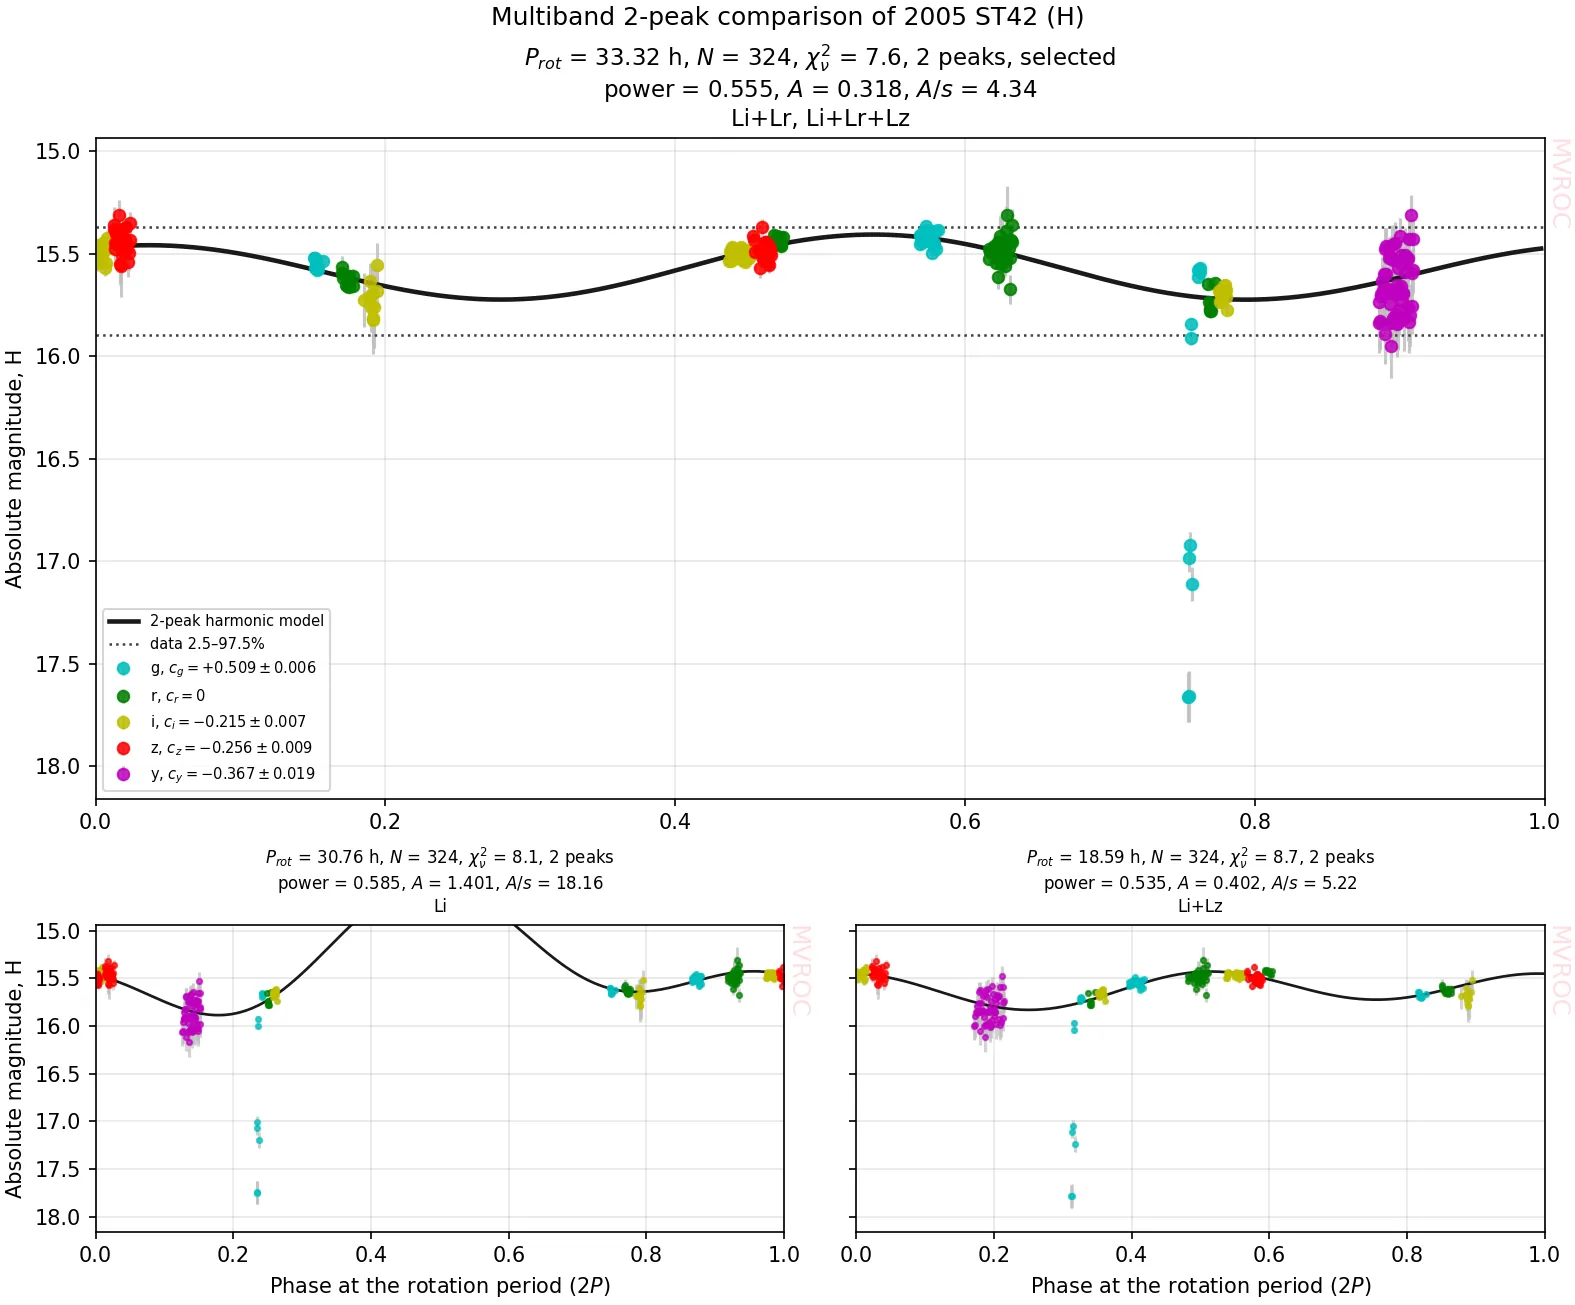 Multiband 2-peak comparison of 2005 ST42 (H)
P_rot = 33.32 h, N = 324, χ²_ν = 7.6, 2 peaks, selected
power = 0.555, A = 0.318, A/s = 4.34
Li+Lr, Li+Lr+Lz
15.0
15.5
16.0
16.5
17.0
17.5
18.0
Absolute magnitude, H
MVROC
2-peak harmonic model
data 2.5–97.5%
g, c_g = +0.509 ± 0.006
r, c_r = 0
i, c_i = −0.215 ± 0.007
z, c_z = −0.256 ± 0.009
y, c_y = −0.367 ± 0.019
0.0 0.2 0.4 0.6 0.8 1.0
P_rot = 30.76 h, N = 324, χ²_ν = 8.1, 2 peaks
power = 0.585, A = 1.401, A/s = 18.16
Li
15.0
15.5
16.0
16.5
17.0
17.5
18.0
Absolute magnitude, H
MVROC
0.0 0.2 0.4 0.6 0.8 1.0
Phase at the rotation period (2P)
P_rot = 18.59 h, N = 324, χ²_ν = 8.7, 2 peaks
power = 0.535, A = 0.402, A/s = 5.22
Li+Lz
MVROC
0.0 0.2 0.4 0.6 0.8 1.0
Phase at the rotation period (2P)